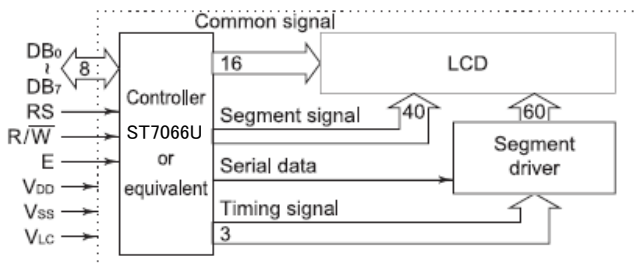 Common signal
DB₀
~
DB₇
8
16
LCD
RS
R/W̅
E
VDD
VSS
VLC
Controller
ST7066U
or
equivalent
Segment signal
40
60
Serial data
Segment
driver
Timing signal
3